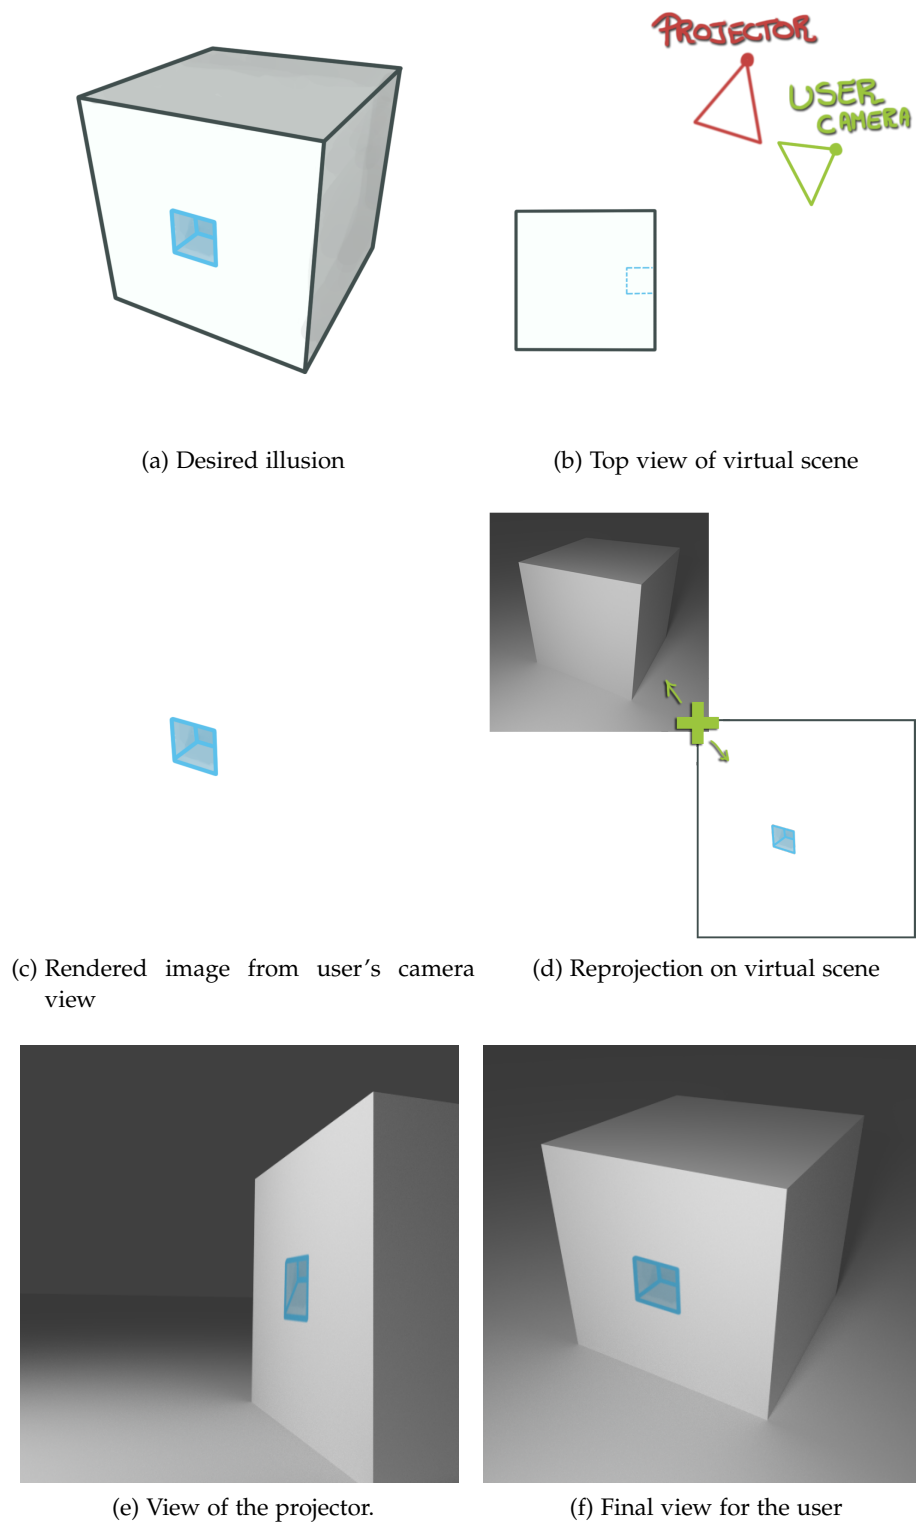 PROJECTOR
USER
CAMERA
(a) Desired illusion
(b) Top view of virtual scene
(c) Rendered image from user's camera
view
(d) Reprojection on virtual scene
(e) View of the projector.
(f) Final view for the user